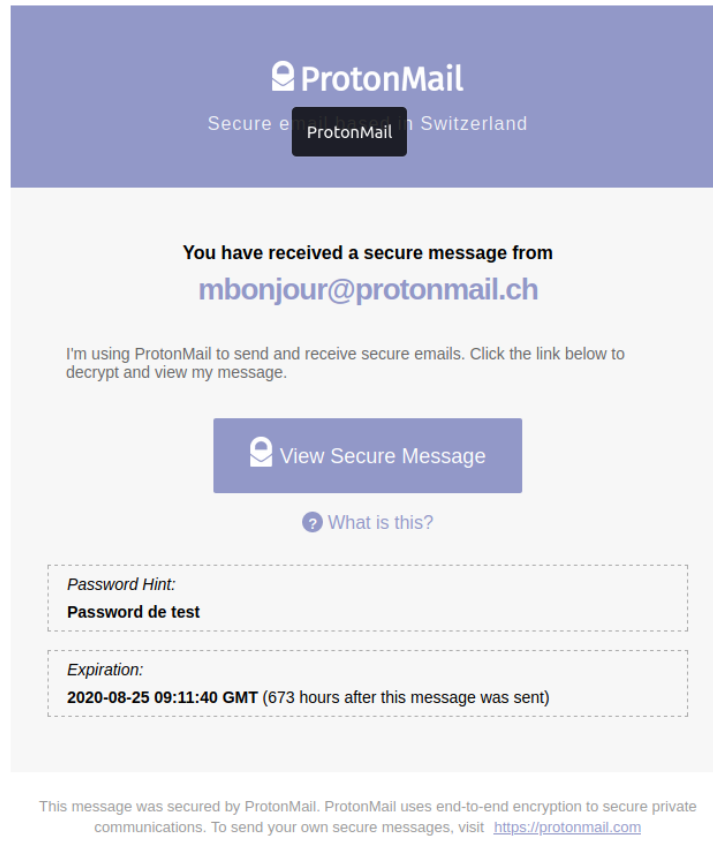 ProtonMail
Secure email based in Switzerland
ProtonMail
You have received a secure message from
mbonjour@protonmail.ch
I'm using ProtonMail to send and receive secure emails. Click the link below to
decrypt and view my message.
View Secure Message
? What is this?
Password Hint:
Password de test
Expiration:
2020-08-25 09:11:40 GMT (673 hours after this message was sent)
This message was secured by ProtonMail. ProtonMail uses end-to-end encryption to secure private
communications. To send your own secure messages, visit https://protonmail.com